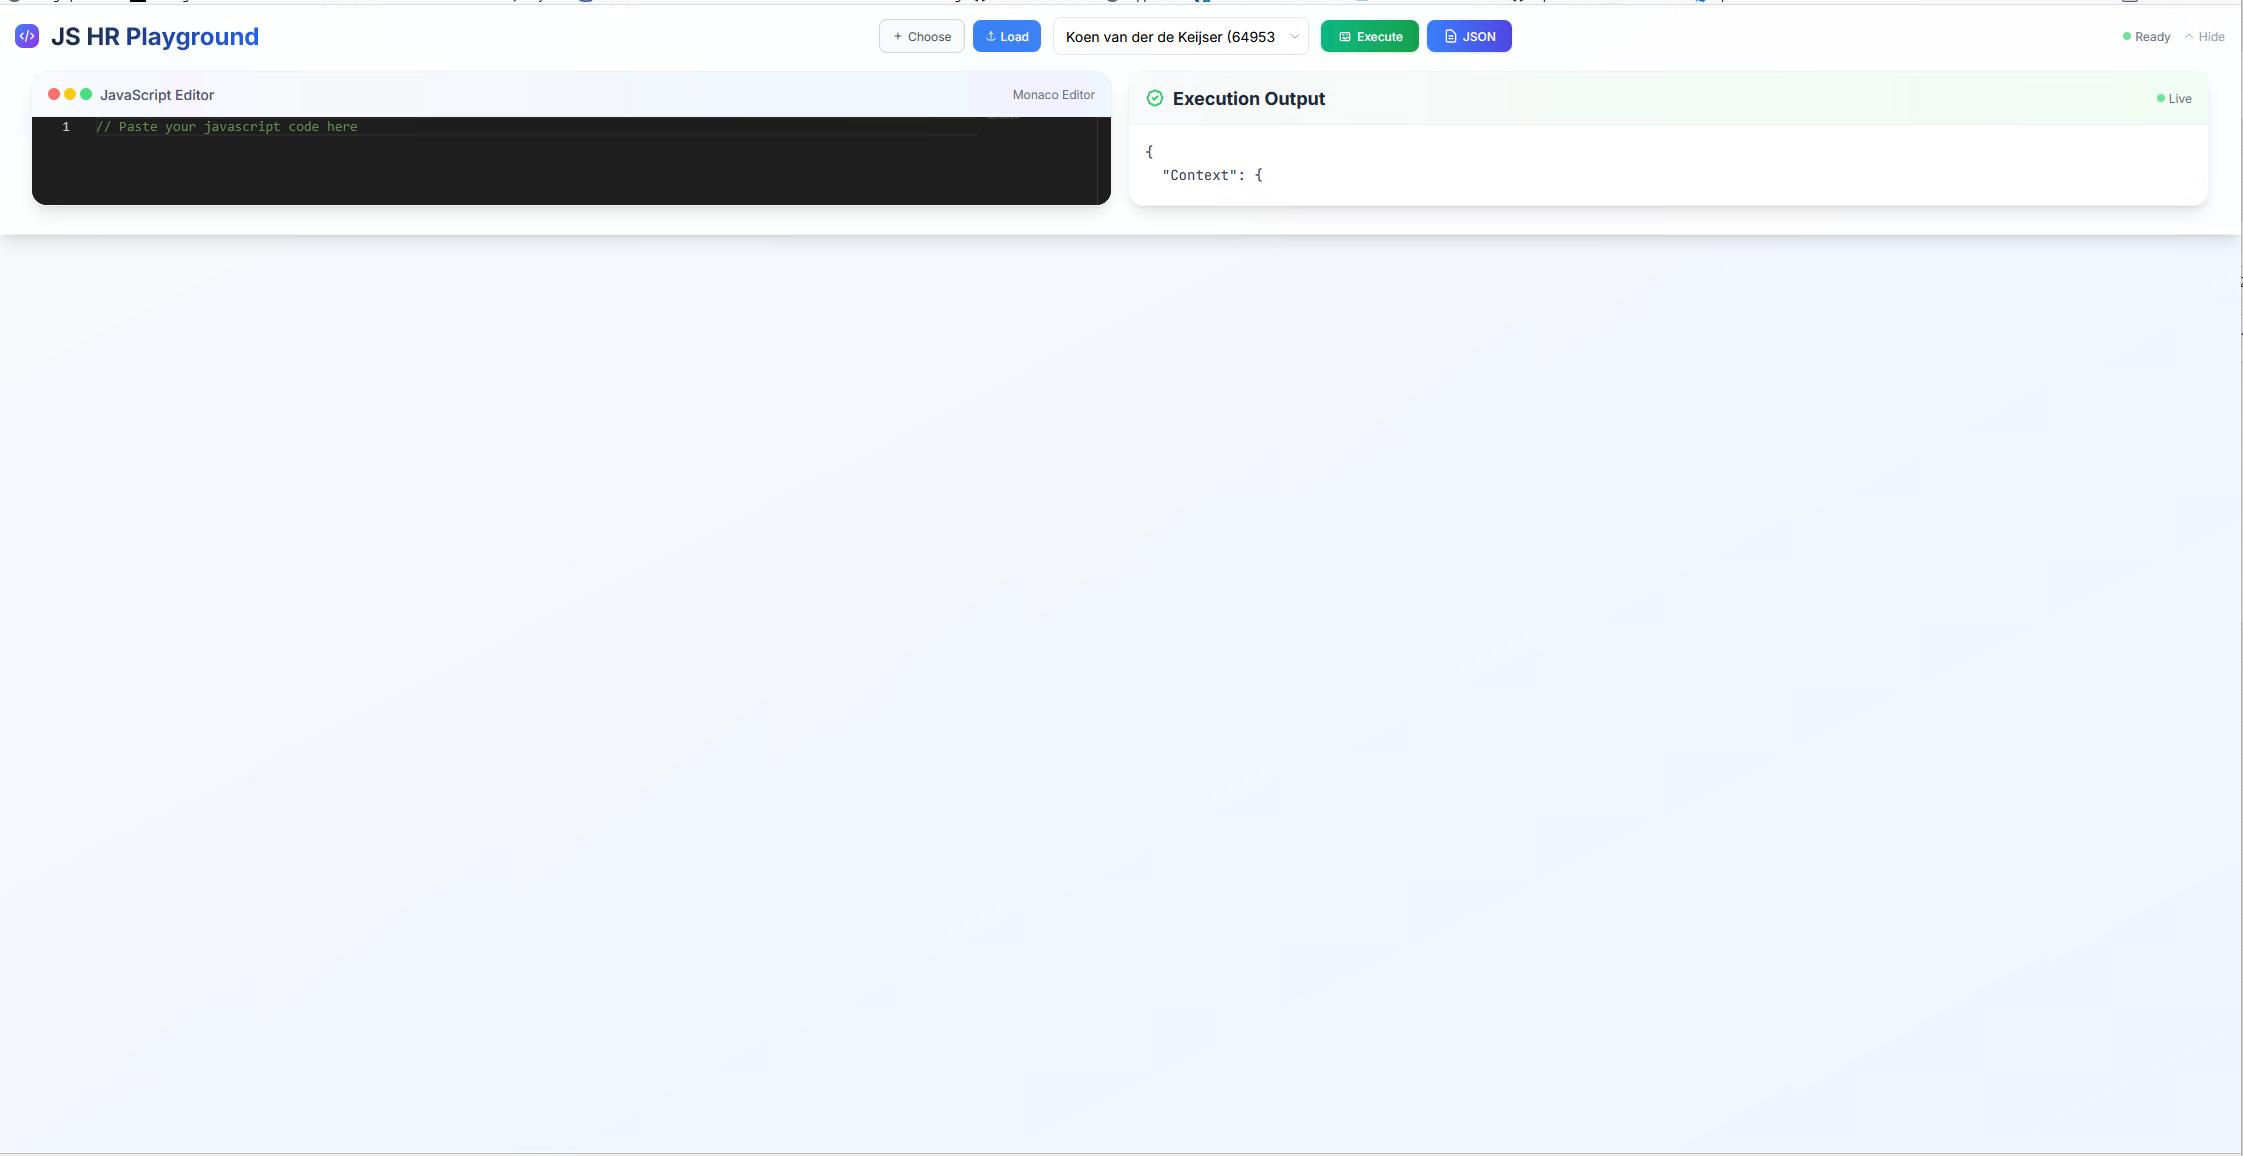 JS HR Playground
+ Choose
Load
Koen van der de Keijser (64953
Execute
JSON
Ready
Hide
JavaScript Editor
Monaco Editor
1 // Paste your javascript code here
Execution Output
Live
{
"Context": {